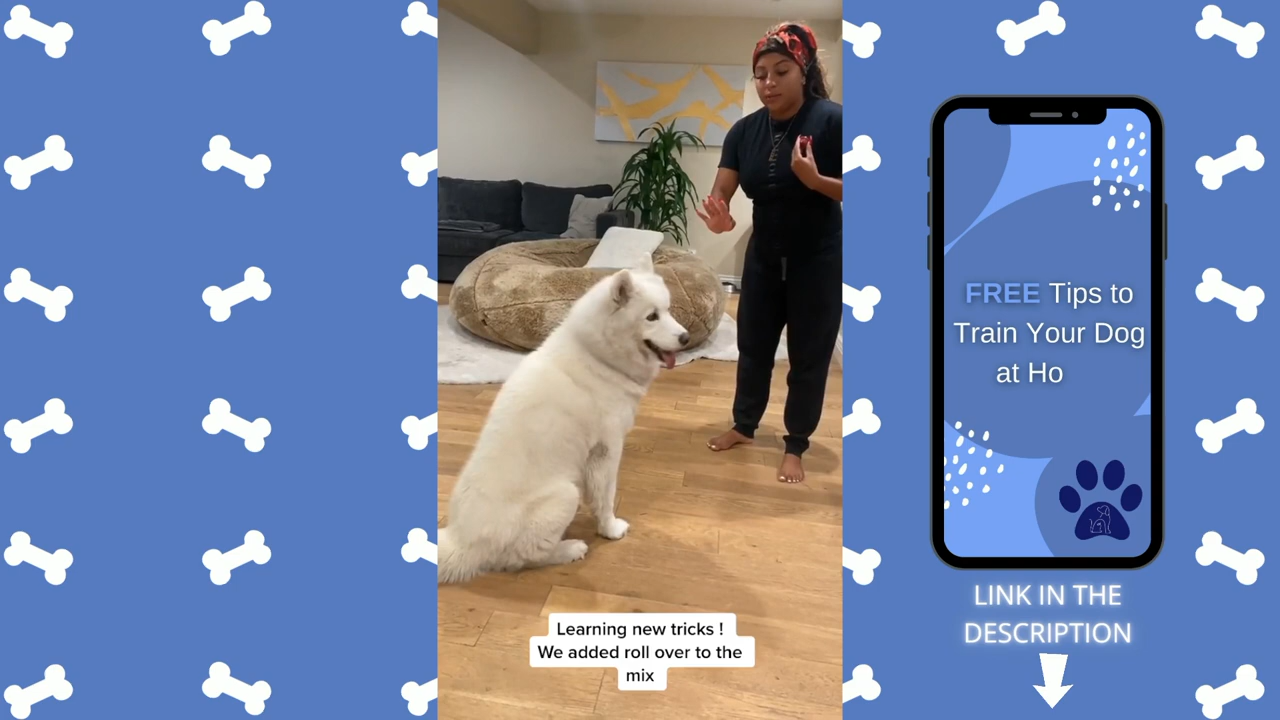 Learning new tricks !
We added roll over to the
mix
FREE Tips to
Train Your Dog
at Ho
LINK IN THE
DESCRIPTION